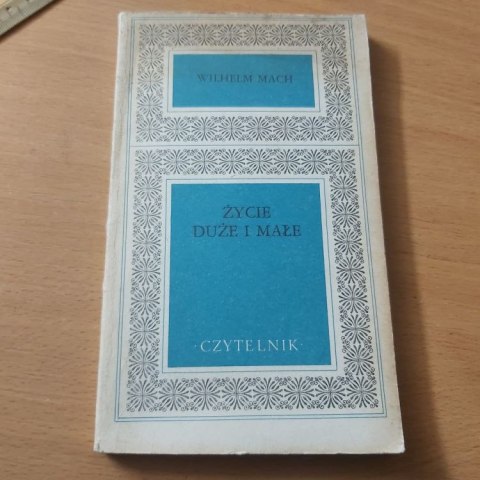 WILHELM MACH
ŻYCIE
DUŻE I MAŁE
· CZYTELNIK ·